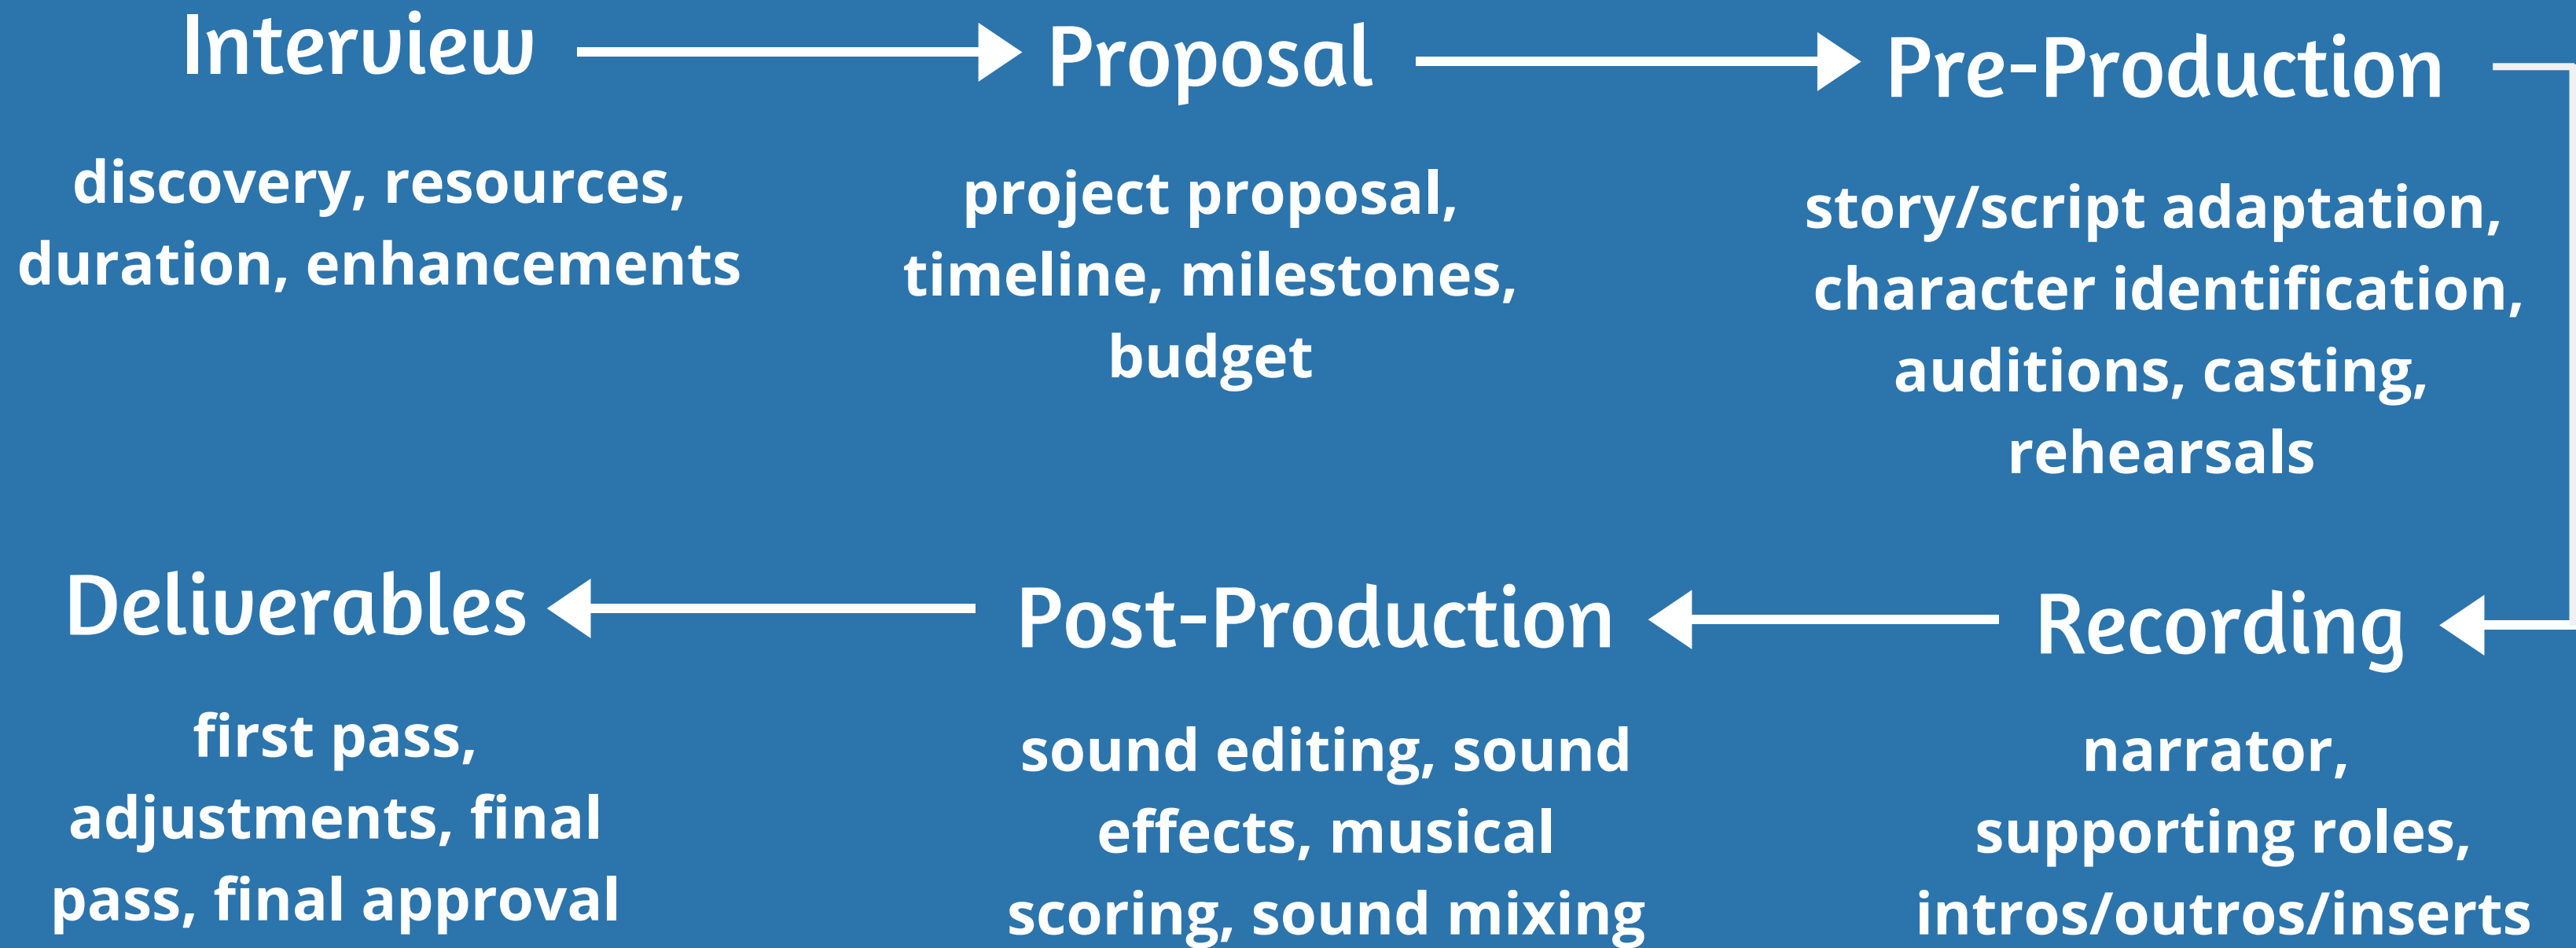 Interview
discovery, resources,
duration, enhancements
Proposal
project proposal,
timeline, milestones,
budget
Pre-Production
story/script adaptation,
character identification,
auditions, casting,
rehearsals
Recording
narrator,
supporting roles,
intros/outros/inserts
Post-Production
sound editing, sound
effects, musical
scoring, sound mixing
Deliverables
first pass,
adjustments, final
pass, final approval